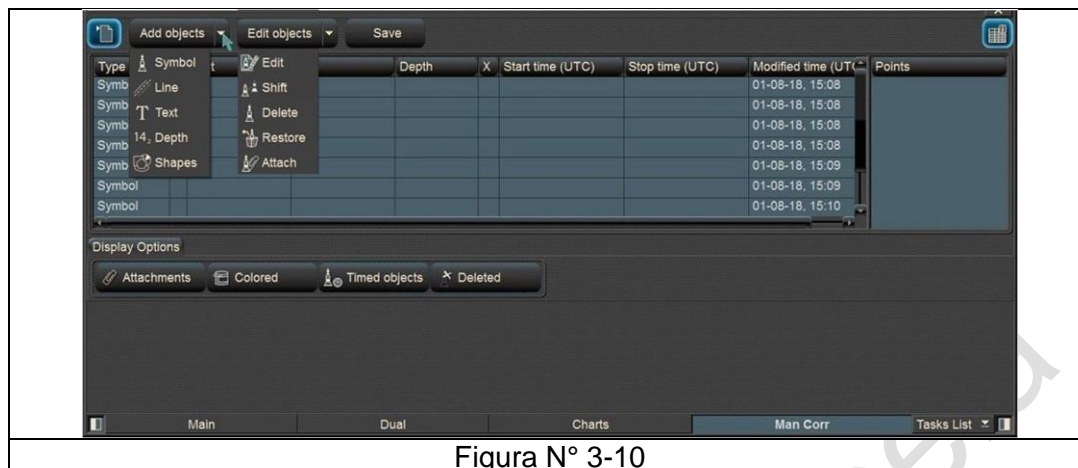 Add objects Edit objects Save
Type t Depth X Start time (UTC) Stop time (UTC) Modified time (UTC Points
Symbol Edit
Line Shift
Text Delete
14, Depth Restore
Shapes Attach
Symb 01-08-18, 15:08
Symb 01-08-18, 15:08
Symb 01-08-18, 15:08
Symb 01-08-18, 15:08
Symb 01-08-18, 15:09
Symbol 01-08-18, 15:09
Symbol 01-08-18, 15:10
Display Options
Attachments Colored Timed objects Deleted
Main Dual Charts Man Corr Tasks List
Figura N° 3-10